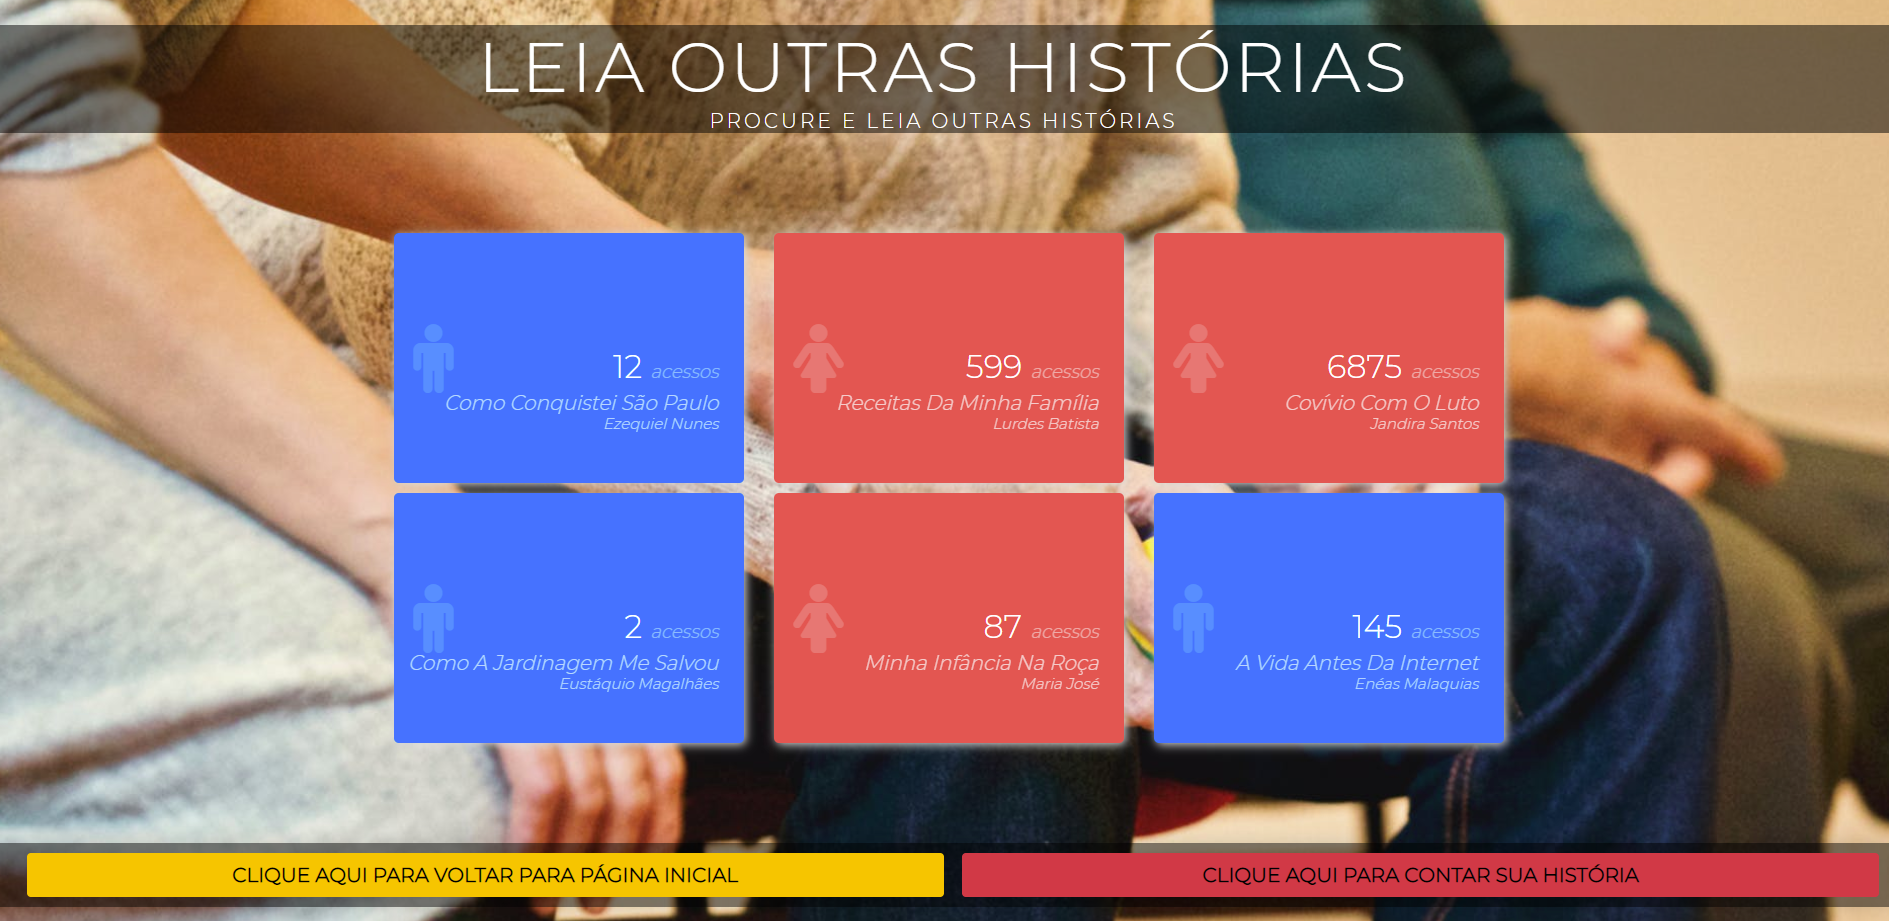 LEIA OUTRAS HISTÓRIAS
PROCURE E LEIA OUTRAS HISTÓRIAS
12 acessos
Como Conquistei São Paulo
Ezequiel Nunes
599 acessos
Receitas Da Minha Família
Lurdes Batista
6875 acessos
Covívio Com O Luto
Jandira Santos
2 acessos
Como A Jardinagem Me Salvou
Eustáquio Magalhães
87 acessos
Minha Infância Na Roça
Maria José
145 acessos
A Vida Antes Da Internet
Enéas Malaquias
CLIQUE AQUI PARA VOLTAR PARA PÁGINA INICIAL
CLIQUE AQUI PARA CONTAR SUA HISTÓRIA